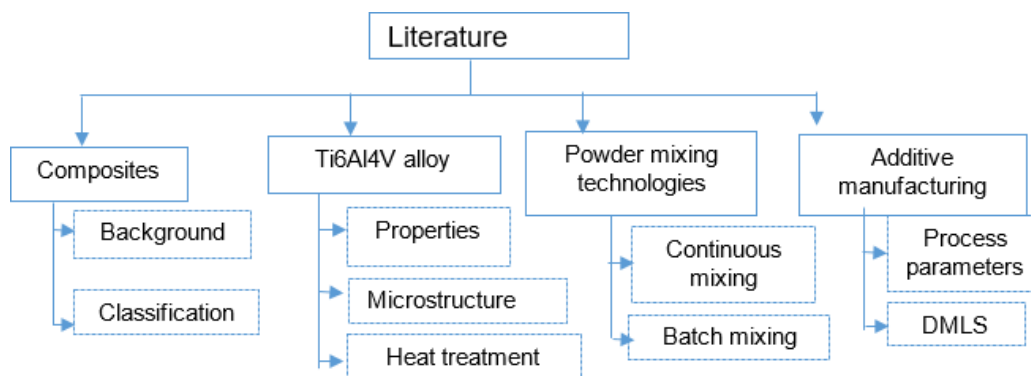 Literature
Composites
Background
Classification
Ti6Al4V alloy
Properties
Microstructure
Heat treatment
Powder mixing
technologies
Continuous
mixing
Batch mixing
Additive
manufacturing
Process
parameters
DMLS